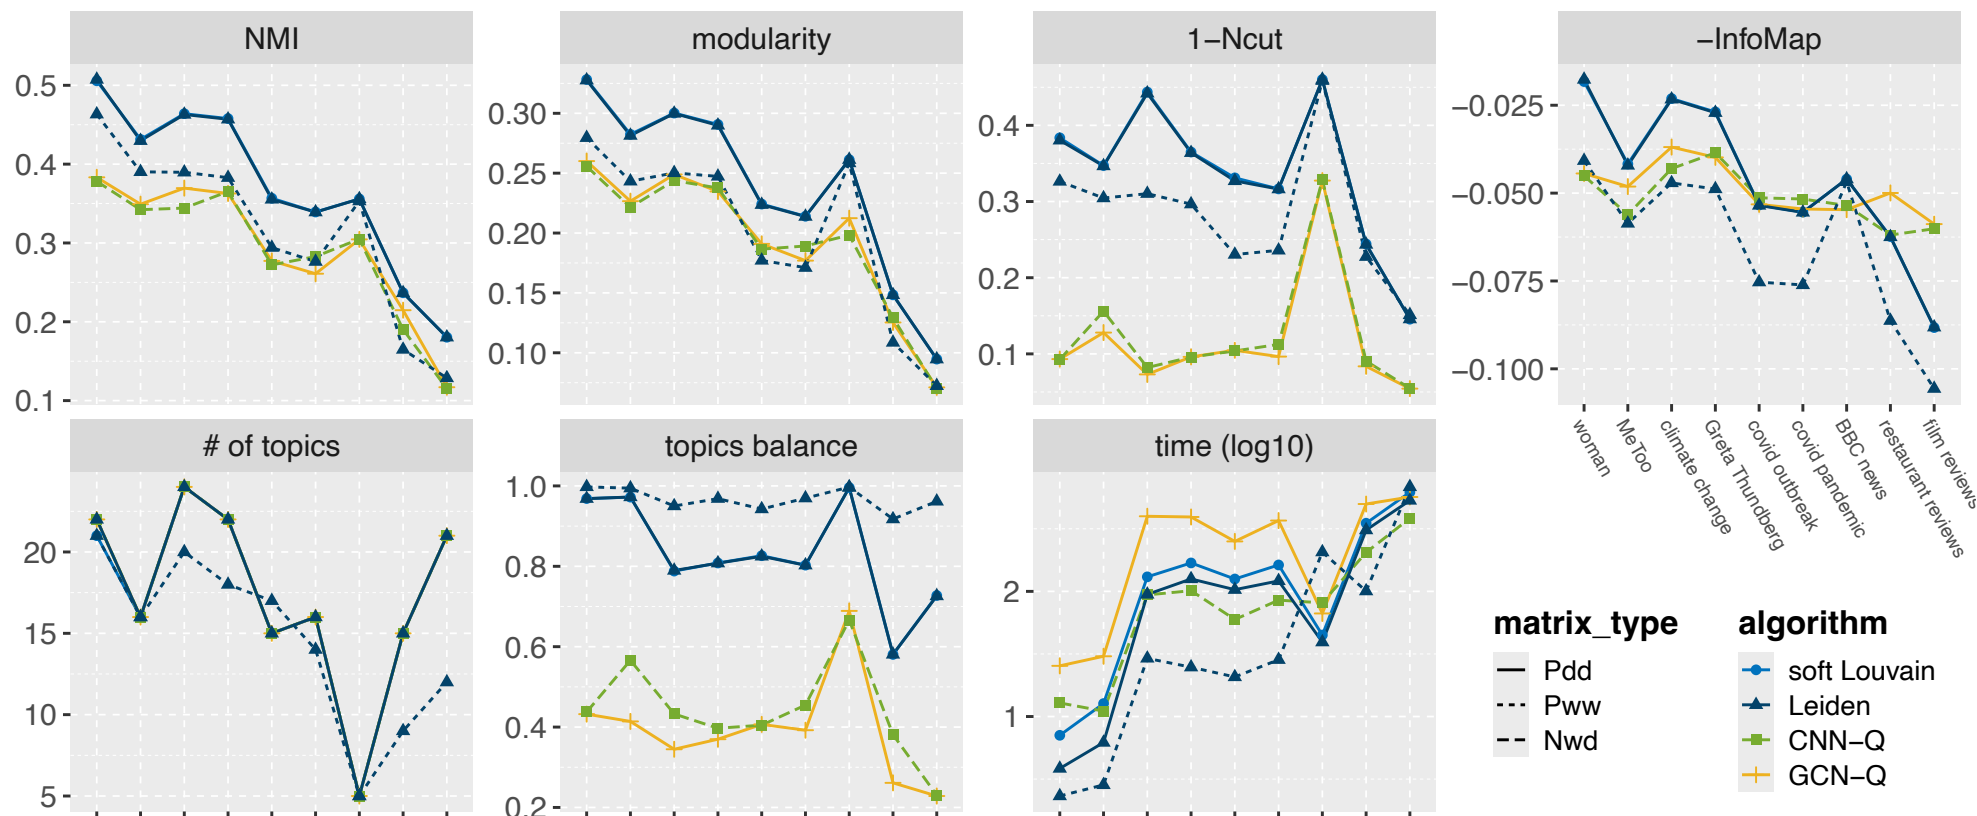 NMI
modularity
1−Ncut
−InfoMap
0.5
0.4
0.3
0.2
0.1
0.30
0.25
0.20
0.15
0.10
0.4
0.3
0.2
0.1
−0.025
−0.050
−0.075
−0.100
woman
MeToo
climate change
Greta Thundberg
covid outbreak
covid pandemic
BBC news
restaurant reviews
film reviews
# of topics
topics balance
time (log10)
20
15
10
5
1.0
0.8
0.6
0.4
0.2
2
1
matrix_type
Pdd
Pww
Nwd
algorithm
soft Louvain
Leiden
CNN−Q
GCN−Q